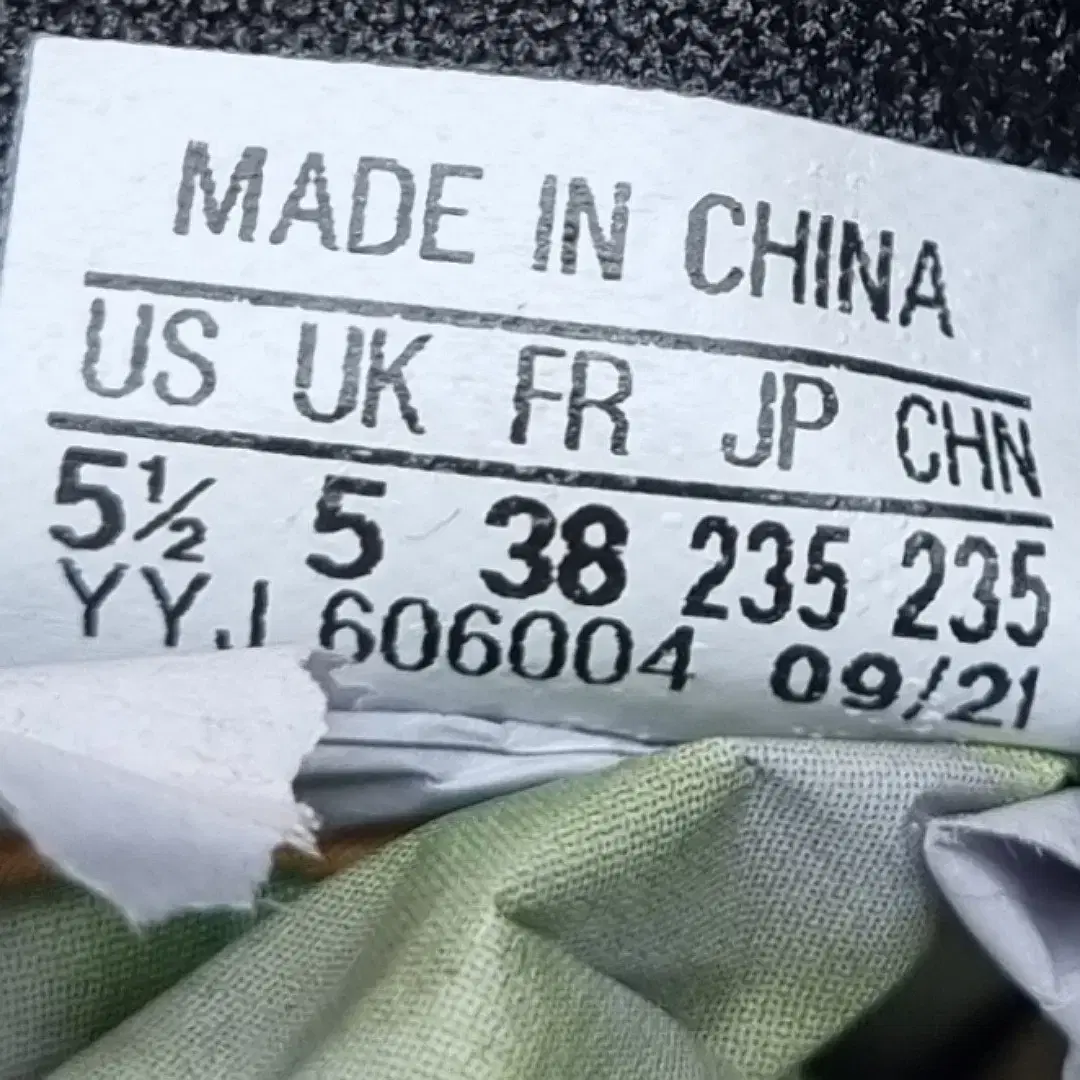 MADE IN CHINA
US UK FR JP CHN
5½ 5 38 235 235
YYJ 606004 09/21